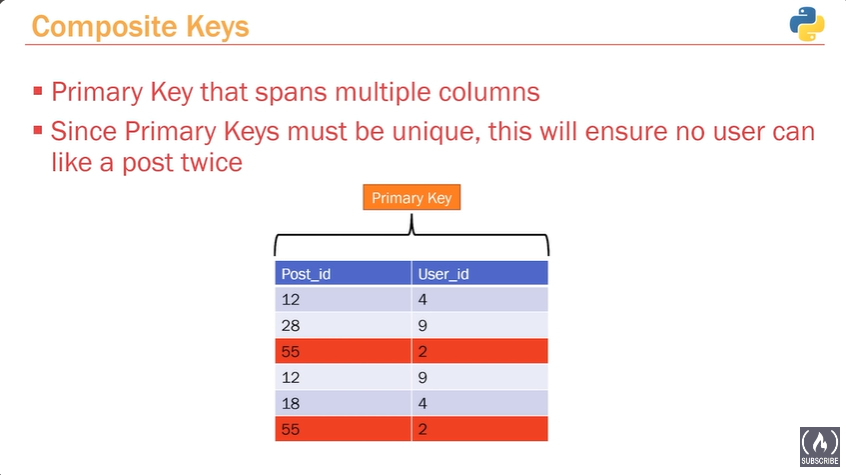 Composite Keys
Primary Key that spans multiple columns
Since Primary Keys must be unique, this will ensure no user can
like a post twice
Primary Key
Post_id User_id
12 4
28 9
55 2
12 9
18 4
55 2
SUBSCRIBE